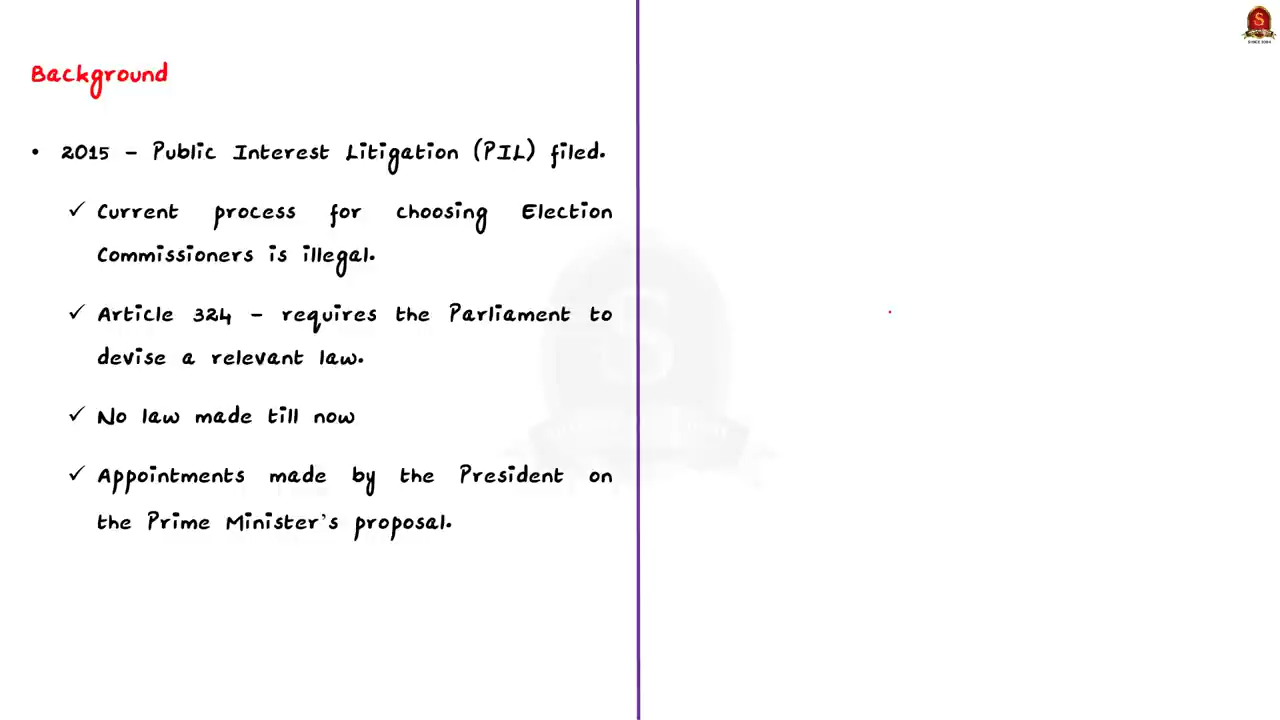 Background
• 2015 – Public Interest Litigation (PIL) filed.
✓ Current process for choosing Election
Commissioners is illegal.
✓ Article 324 – requires the Parliament to
devise a relevant law.
✓ No law made till now
✓ Appointments made by the President on
the Prime Minister's proposal.
S